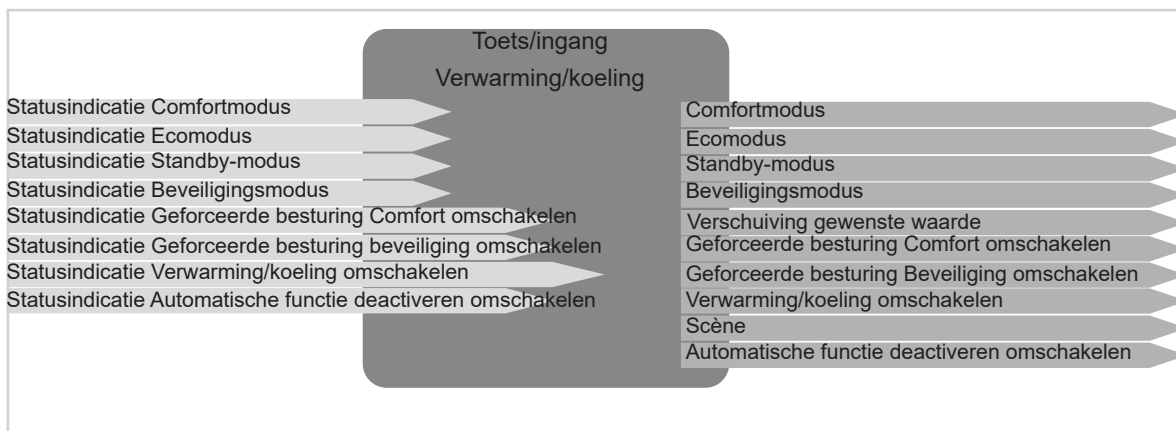 Toets/ingang
Verwarming/koeling
Statusindicatie Comfortmodus
Statusindicatie Ecomodus
Statusindicatie Standby-modus
Statusindicatie Beveiligingsmodus
Statusindicatie Geforceerde besturing Comfort omschakelen
Statusindicatie Geforceerde besturing beveiliging omschakelen
Statusindicatie Verwarming/koeling omschakelen
Statusindicatie Automatische functie deactiveren omschakelen
Comfortmodus
Ecomodus
Standby-modus
Beveiligingsmodus
Verschuiving gewenste waarde
Geforceerde besturing Comfort omschakelen
Geforceerde besturing Beveiliging omschakelen
Verwarming/koeling omschakelen
Scène
Automatische functie deactiveren omschakelen